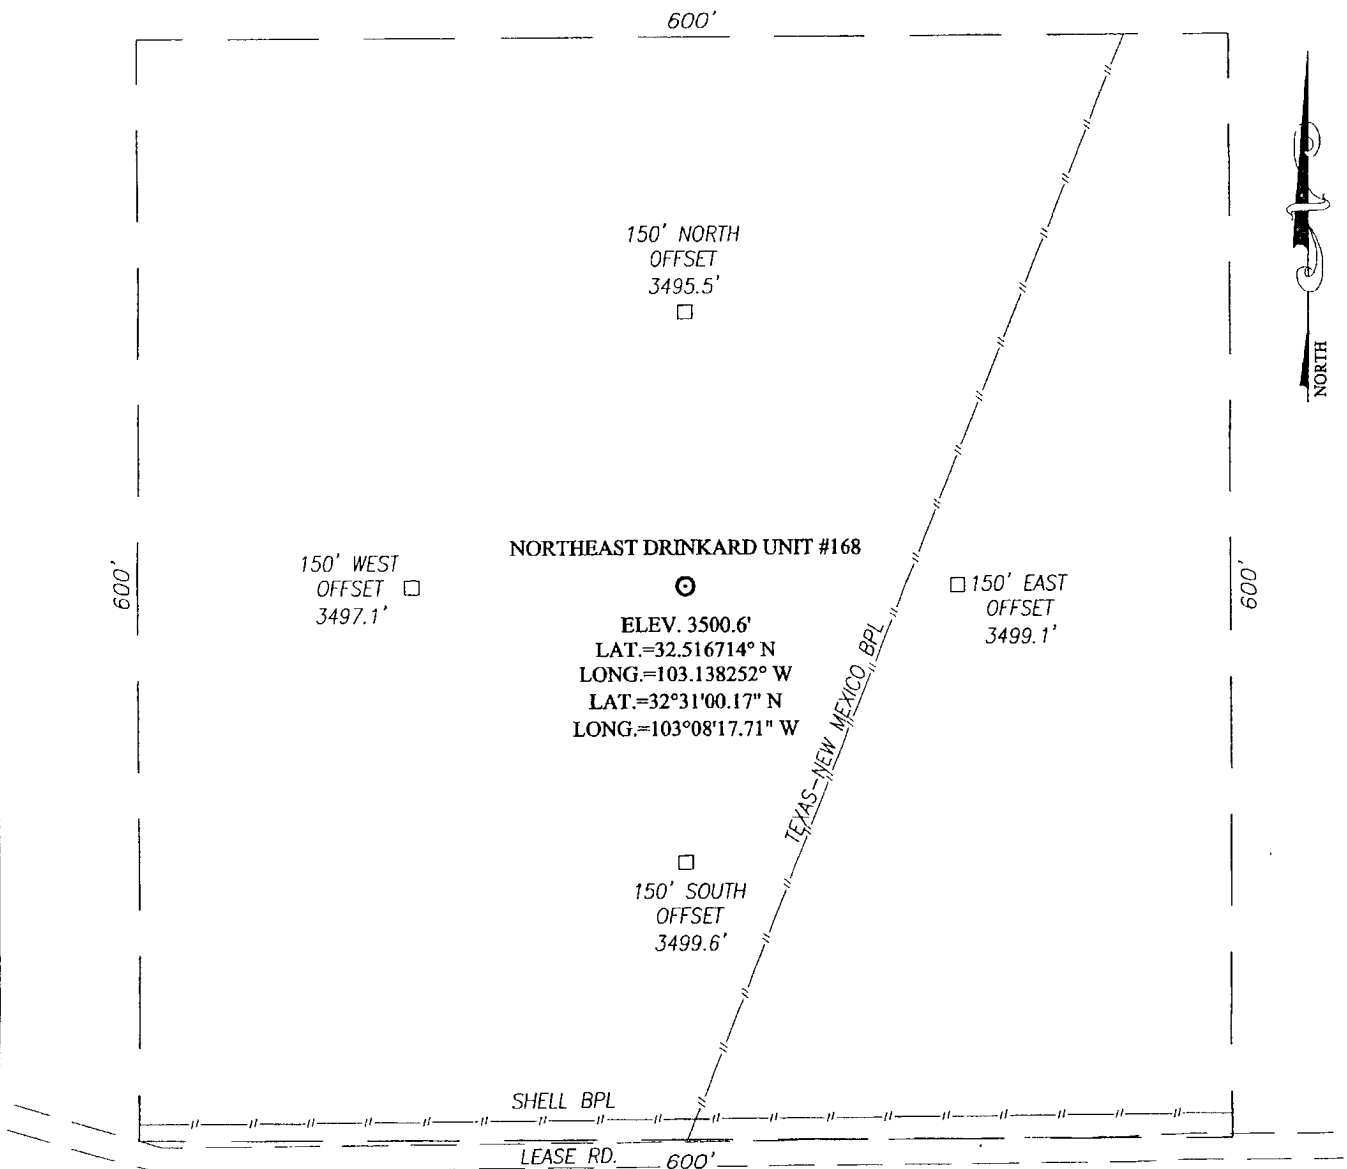 600'
150' NORTH
OFFSET
3495.5'
NORTH
NORTHEAST DRINKARD UNIT #168
600'
150' WEST
OFFSET
3497.1'
150' EAST
OFFSET
3499.1'
600'
ELEV. 3500.6'
LAT.=32.516714° N
LONG.=103.138252° W
LAT.=32°31'00.17" N
LONG.=103°08'17.71" W
TEXAS-NEW MEXICO BPL
150' SOUTH
OFFSET
3499.6'
SHELL BPL
LEASE RD.
600'